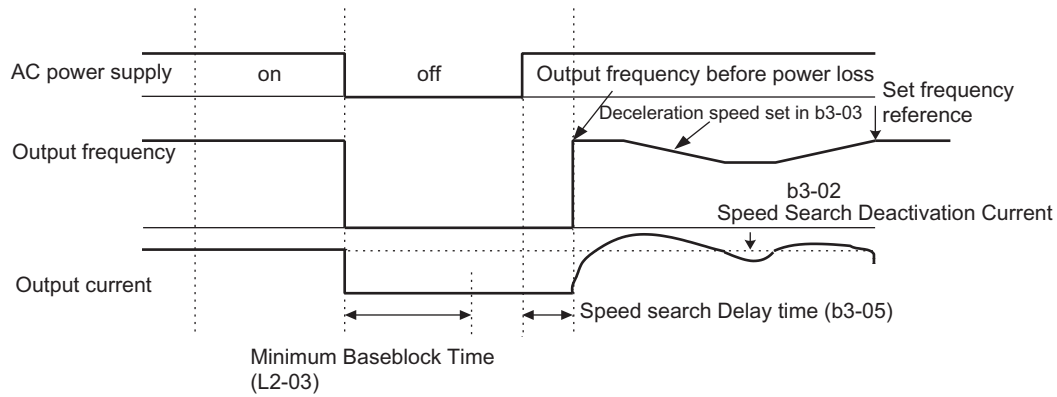 AC power supply
on
off
Output frequency before power loss
Set frequency
reference
Deceleration speed set in b3-03
Output frequency
b3-02
Speed Search Deactivation Current
Output current
Speed search Delay time (b3-05)
Minimum Baseblock Time
(L2-03)